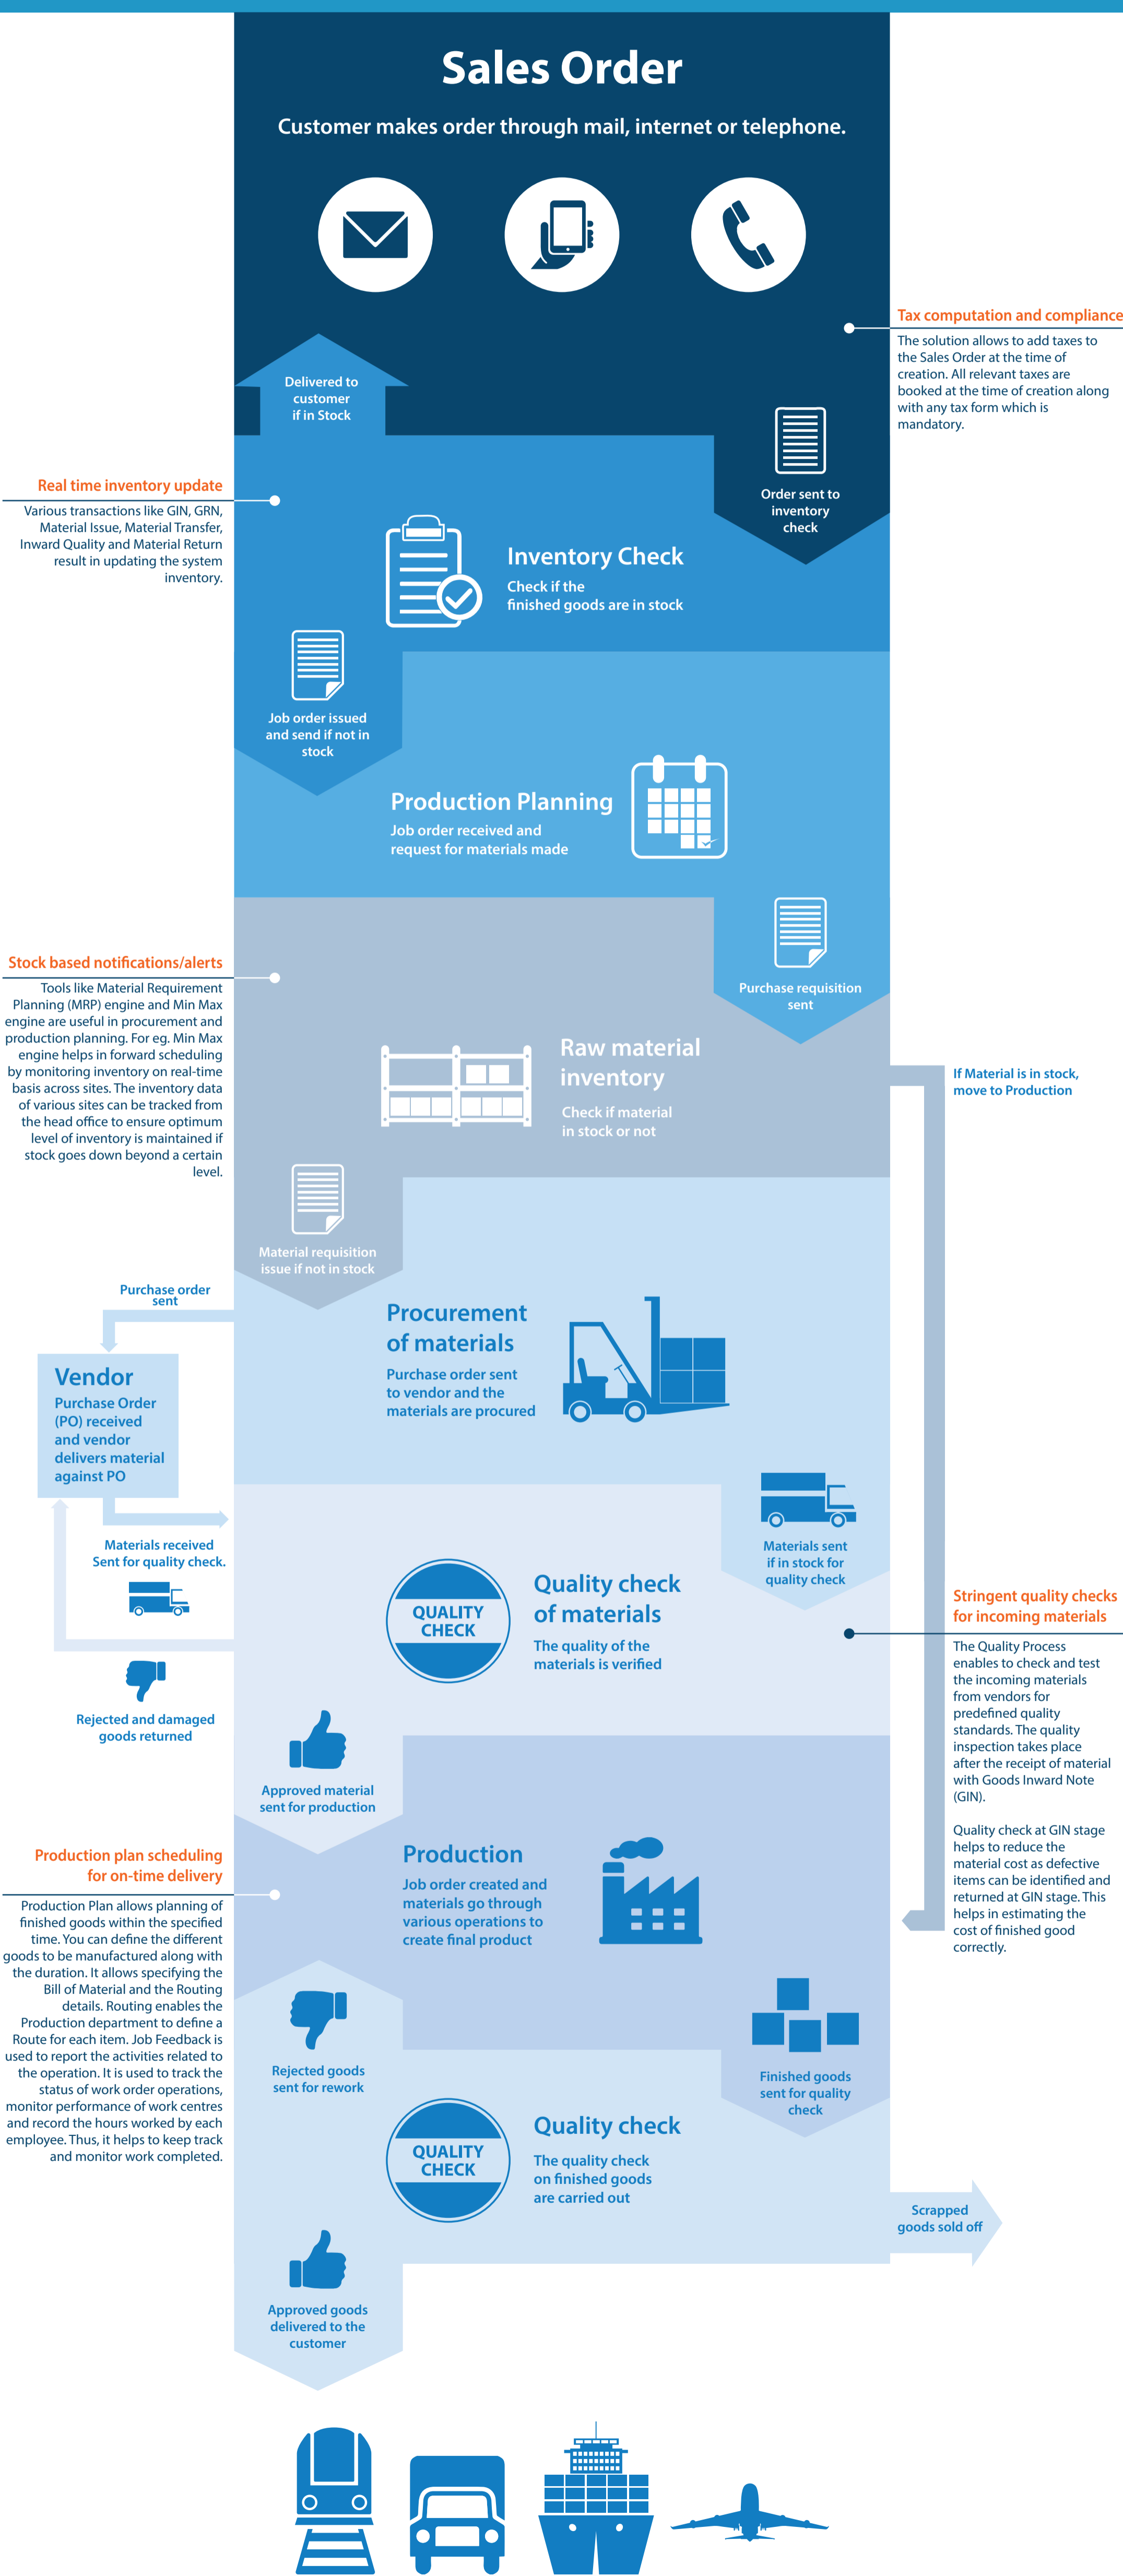 Sales Order
Customer makes order through mail, internet or telephone.
Tax computation and compliance
The solution allows to add taxes to
the Sales Order at the time of
creation. All relevant taxes are
booked at the time of creation along
with any tax form which is
mandatory.
Delivered to
customer
if in Stock
Order sent to
inventory
check
Real time inventory update
Various transactions like GIN, GRN,
Material Issue, Material Transfer,
Inward Quality and Material Return
result in updating the system
inventory.
Inventory Check
Check if the
finished goods are in stock
Job order issued
and send if not in
stock
Production Planning
Job order received and
request for materials made
Stock based notifications/alerts
Tools like Material Requirement
Planning (MRP) engine and Min Max
engine are useful in procurement and
production planning. For eg. Min Max
engine helps in forward scheduling
by monitoring inventory on real-time
basis across sites. The inventory data
of various sites can be tracked from
the head office to ensure optimum
level of inventory is maintained if
stock goes down beyond a certain
level.
Purchase requisition
sent
Raw material
inventory
Check if material
in stock or not
If Material is in stock,
move to Production
Material requisition
issue if not in stock
Purchase order
sent
Procurement
of materials
Purchase order sent
to vendor and the
materials are procured
Vendor
Purchase Order
(PO) received
and vendor
delivers material
against PO
Materials received
Sent for quality check.
Materials sent
if in stock for
quality check
QUALITY
CHECK
Quality check
of materials
The quality of the
materials is verified
Stringent quality checks
for incoming materials
The Quality Process
enables to check and test
the incoming materials
from vendors for
predefined quality
standards. The quality
inspection takes place
after the receipt of material
with Goods Inward Note
(GIN).
Quality check at GIN stage
helps to reduce the
material cost as defective
items can be identified and
returned at GIN stage. This
helps in estimating the
cost of finished good
correctly.
Rejected and damaged
goods returned
Approved material
sent for production
Production plan scheduling
for on-time delivery
Production Plan allows planning of
finished goods within the specified
time. You can define the different
goods to be manufactured along with
the duration. It allows specifying the
Bill of Material and the Routing
details. Routing enables the
Production department to define a
Route for each item. Job Feedback is
used to report the activities related to
the operation. It is used to track the
status of work order operations,
monitor performance of work centres
and record the hours worked by each
employee. Thus, it helps to keep track
and monitor work completed.
Production
Job order created and
materials go through
various operations to
create final product
Rejected goods
sent for rework
Finished goods
sent for quality
check
QUALITY
CHECK
Quality check
The quality check
on finished goods
are carried out
Scrapped
goods sold off
Approved goods
delivered to the
customer